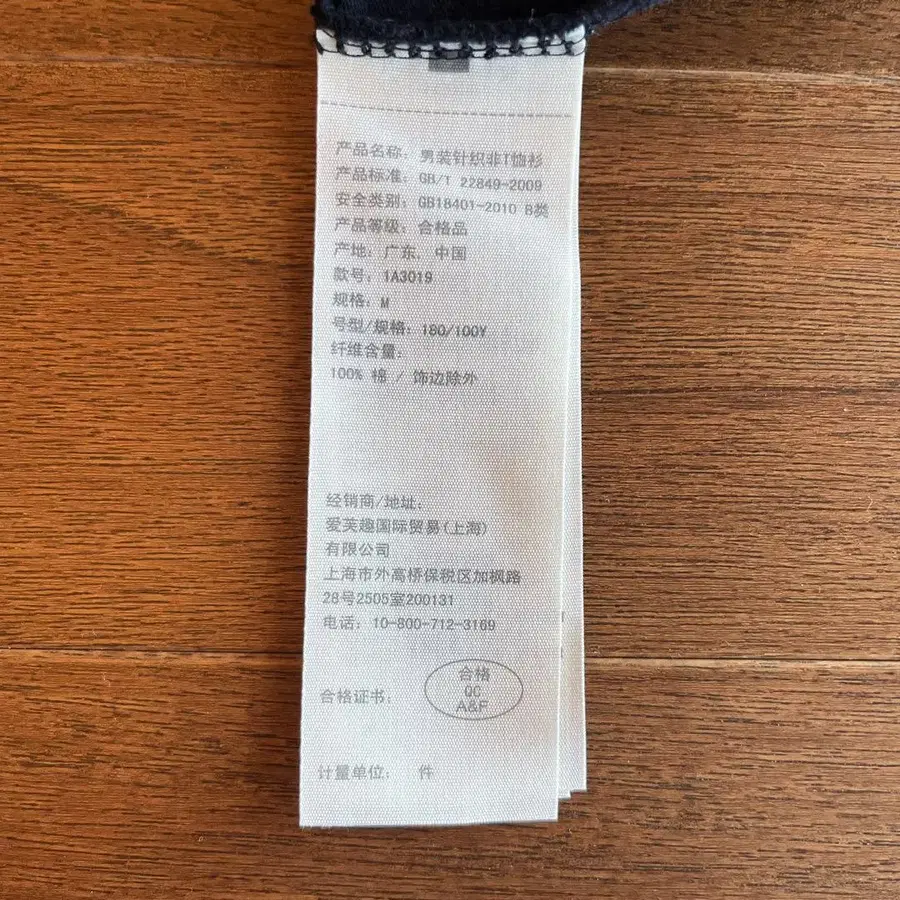 产品名称：男装针织非T恤衫
产品标准：GB/T 22849-2009
安全类别：GB18401-2010 B类
产品等级：合格品
产地：广东，中国
款号：1A3019
规格：M
号型/规格：180/100Y
纤维含量：
100% 棉 / 饰边除外
经销商/地址：
爱芙趣国际贸易(上海)
有限公司
上海市外高桥保税区加枫路
28号2505室200131
电话：10-800-712-3169
合格
QC
合格证书：
A&F
计量单位： 件